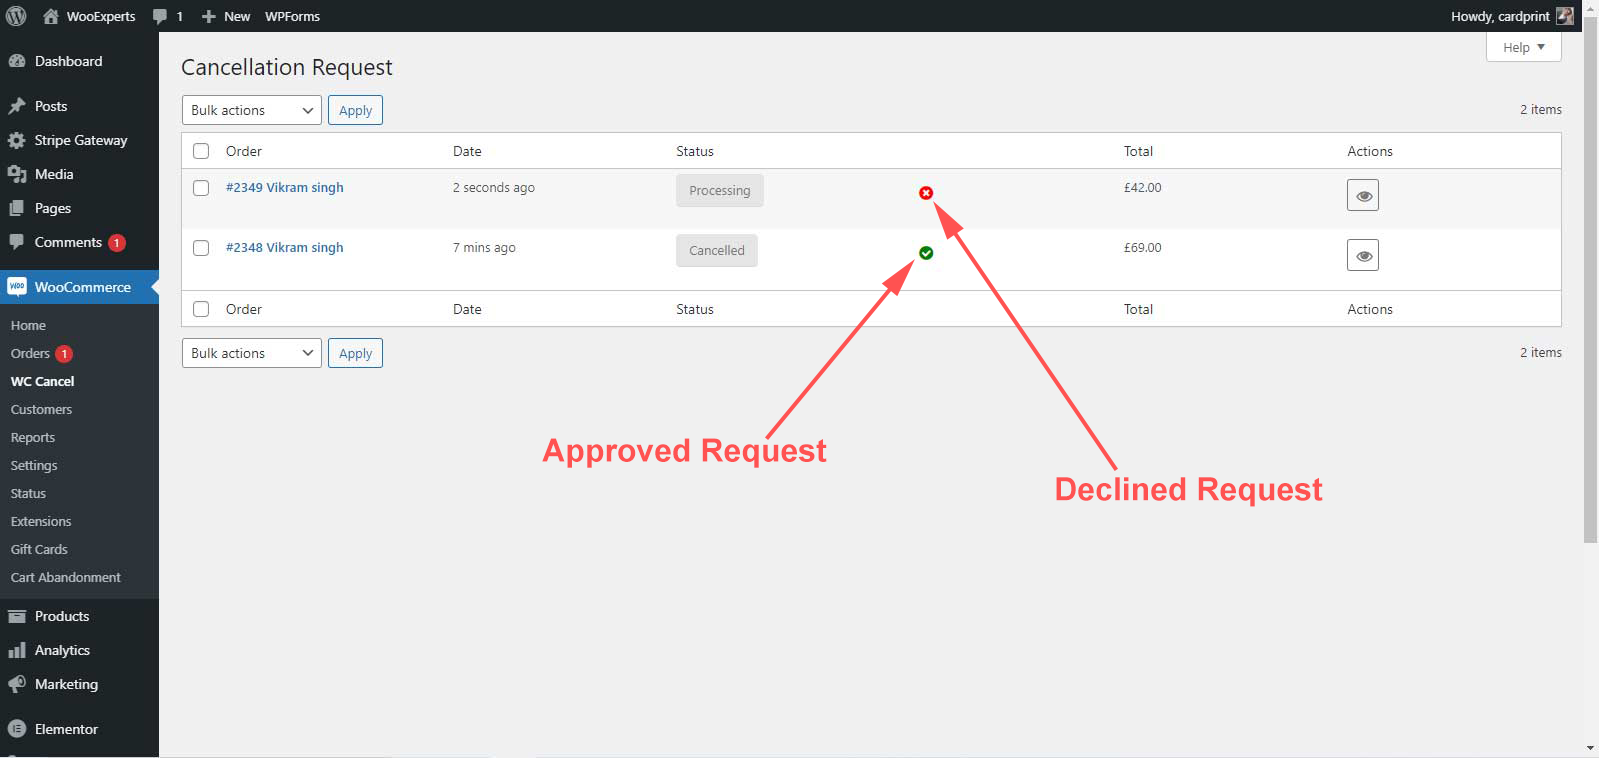 WooExperts 1 New WPForms Howdy, cardprint
Help
Dashboard
Posts
Stripe Gateway
Media
Pages
Comments 1
WooCommerce
Home
Orders 1
WC Cancel
Customers
Reports
Settings
Status
Extensions
Gift Cards
Cart Abandonment
Products
Analytics
Marketing
Elementor
Cancellation Request
Bulk actions Apply 2 items
Order Date Status Total Actions
#2349 Vikram singh 2 seconds ago Processing £42.00
#2348 Vikram singh 7 mins ago Cancelled £69.00
Order Date Status Total Actions
Bulk actions Apply 2 items
Approved Request
Declined Request